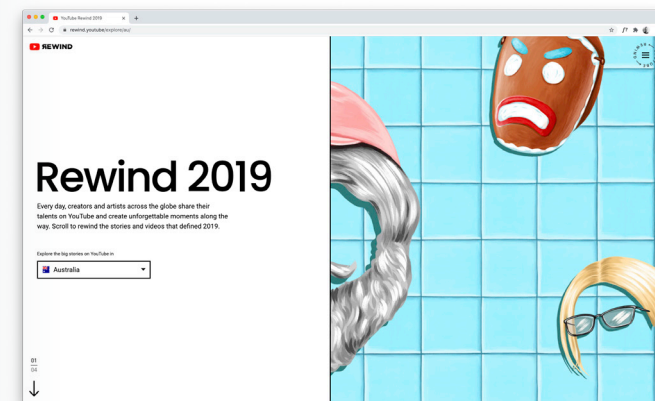 YouTube Rewind 2019
rewind.youtube/explore/au/
REWIND
Rewind 2019
Every day, creators and artists across the globe share their
talents on YouTube and create unforgettable moments along the
way. Scroll to rewind the stories and videos that defined 2019.
Explore the big stories on YouTube in
Australia
01
04